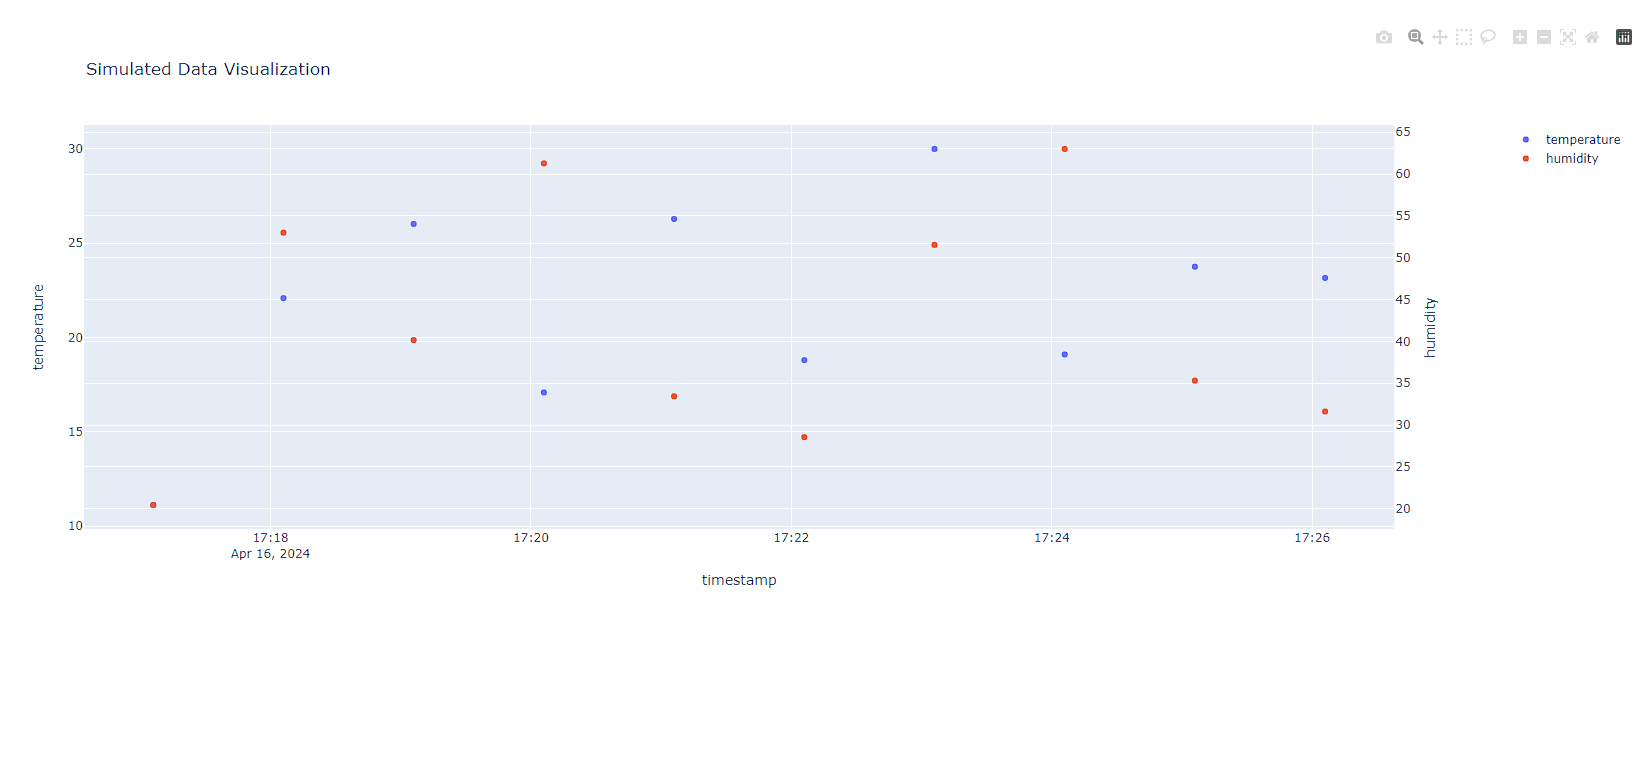 Simulated Data Visualization
temperature
humidity
30
25
20
15
10
65
60
55
50
45
40
35
30
25
20
temperature
humidity
17:18
17:20
17:22
17:24
17:26
Apr 16, 2024
timestamp